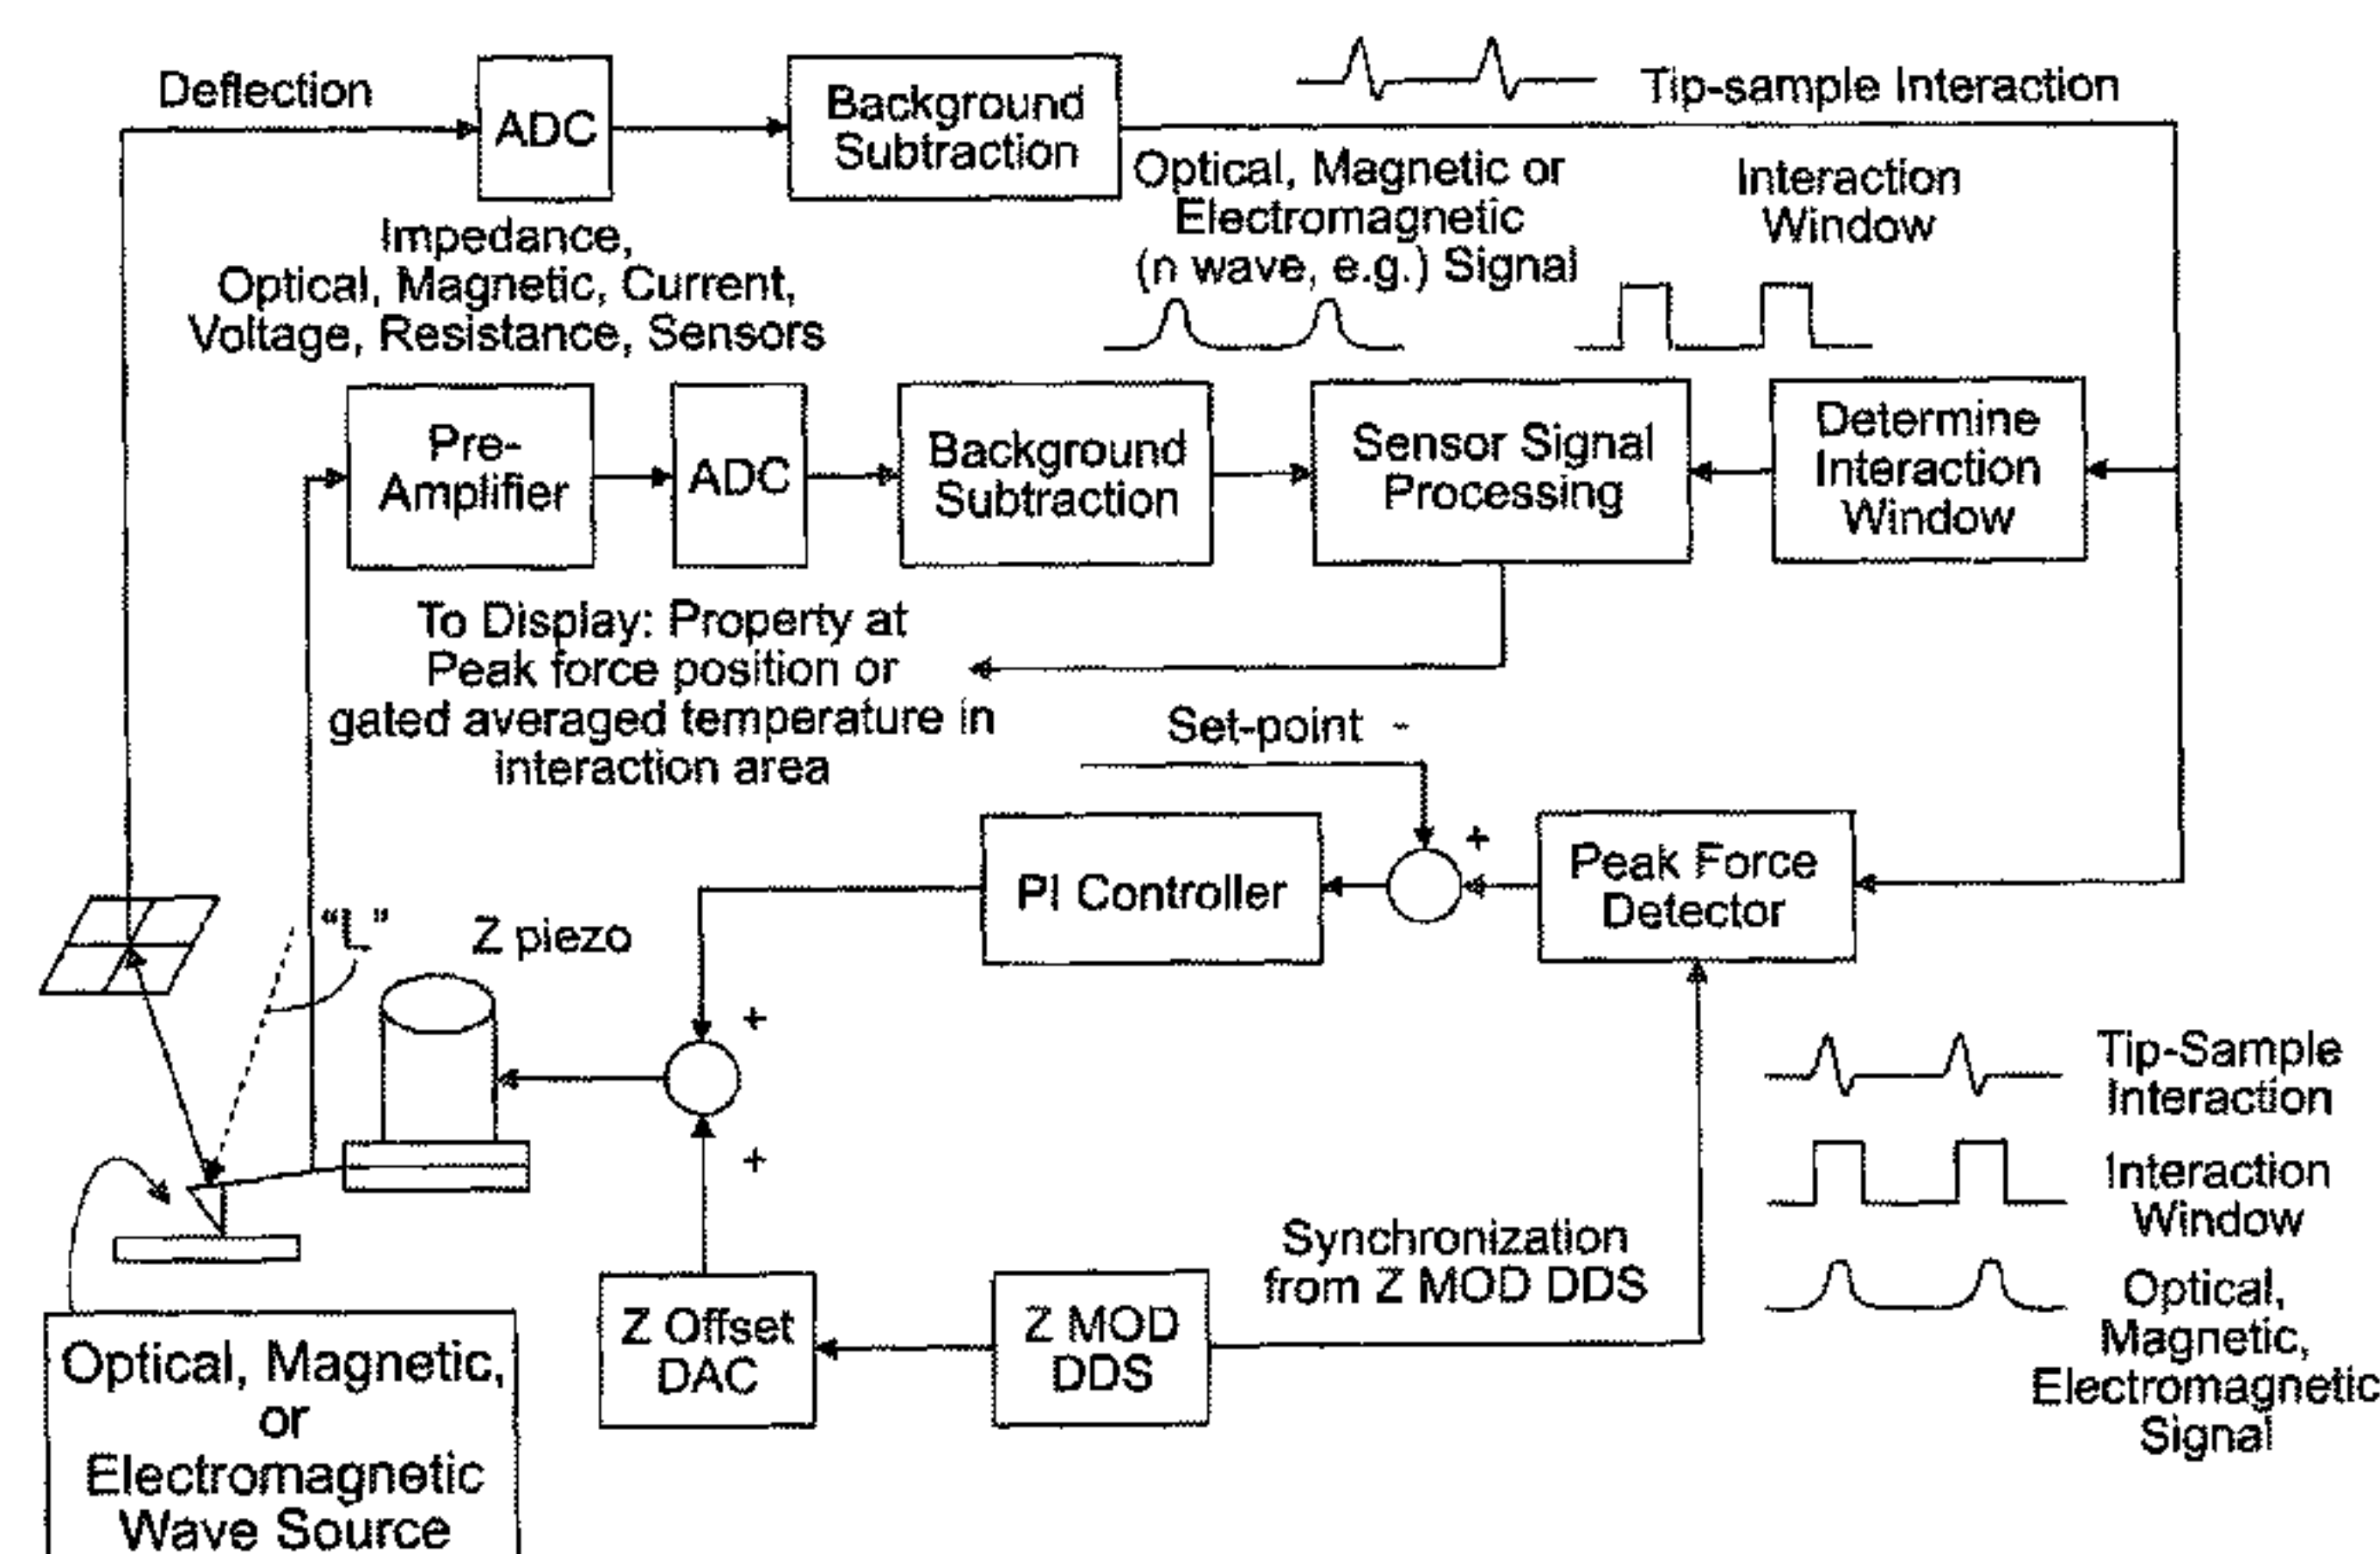 Deflection
ADC
Background
Subtraction
Tip-sample Interaction
Optical, Magnetic or
Electromagnetic
(n wave, e.g.) Signal
Interaction
Window
Impedance,
Optical, Magnetic, Current,
Voltage, Resistance, Sensors
Pre-
Amplifier
ADC
Background
Subtraction
Sensor Signal
Processing
Determine
Interaction
Window
To Display: Property at
Peak force position or
gated averaged temperature in
interaction area
Set-point -
+
PI Controller
Peak Force
Detector
"L"
Z piezo
+
+
Tip-Sample
Interaction
Interaction
Window
Optical,
Magnetic,
Electromagnetic
Signal
Synchronization
from Z MOD DDS
Z Offset
DAC
Z MOD
DDS
Optical, Magnetic,
or
Electromagnetic
Wave Source